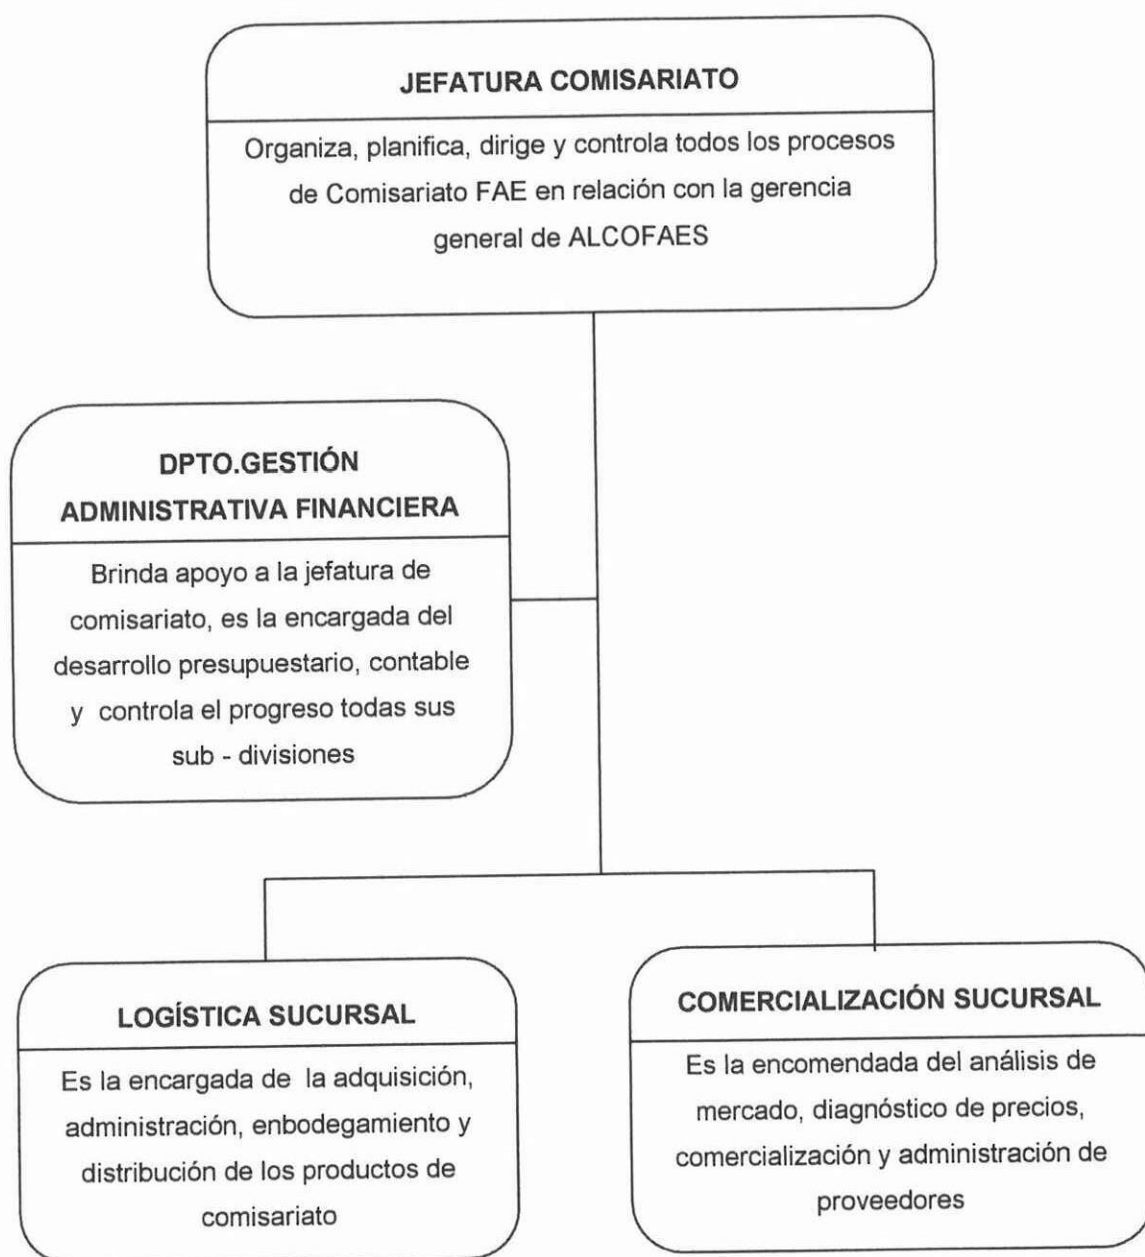 JEFATURA COMISARIATO
Organiza, planifica, dirige y controla todos los procesos
de Comisariato FAE en relación con la gerencia
general de ALCOFAES
DPTO.GESTIÓN
ADMINISTRATIVA FINANCIERA
Brinda apoyo a la jefatura de
comisariato, es la encargada del
desarrollo presupuestario, contable
y controla el progreso todas sus
sub - divisiones
LOGÍSTICA SUCURSAL
Es la encargada de la adquisición,
administración, enbodegamiento y
distribución de los productos de
comisariato
COMERCIALIZACIÓN SUCURSAL
Es la encomendada del análisis de
mercado, diagnóstico de precios,
comercialización y administración de
proveedores